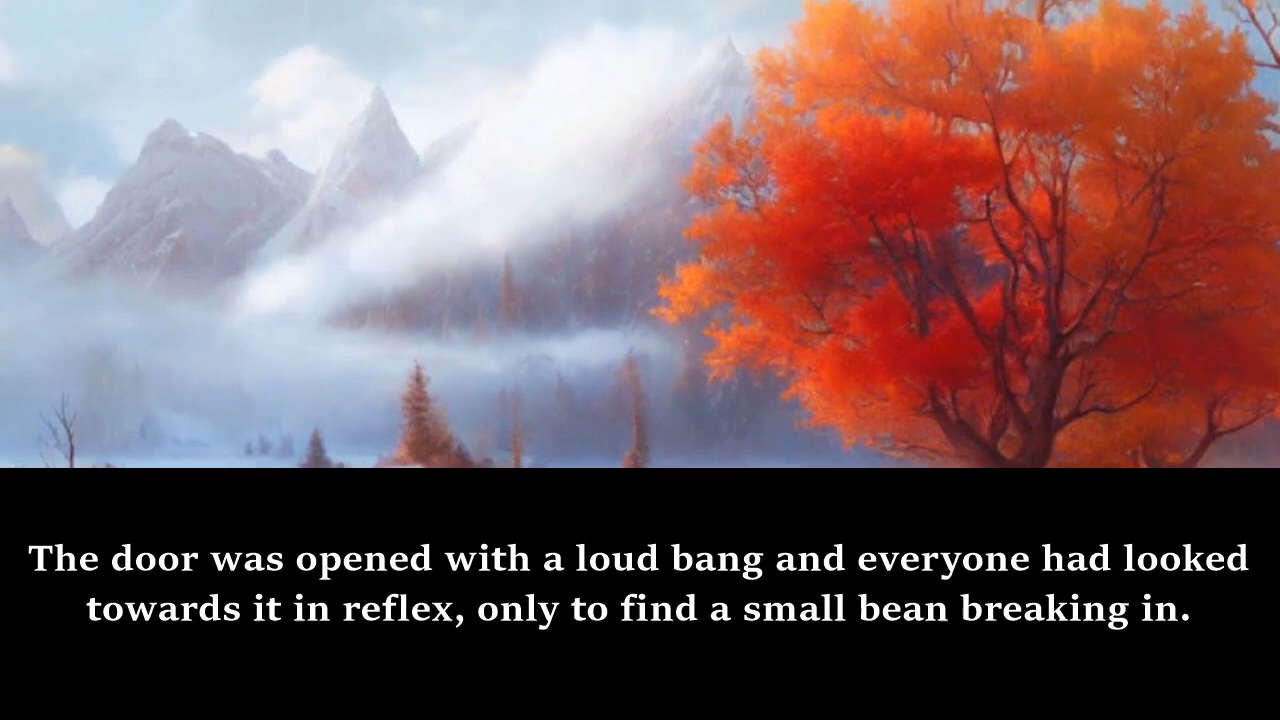 The door was opened with a loud bang and everyone had looked
towards it in reflex, only to find a small bean breaking in.